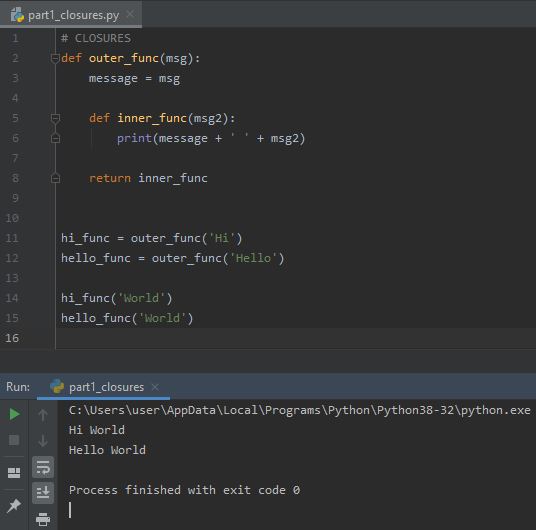 part1_closures.py
1 # CLOSURES
2 def outer_func(msg):
3     message = msg
4
5     def inner_func(msg2):
6         print(message + ' ' + msg2)
7
8     return inner_func
9
10
11 hi_func = outer_func('Hi')
12 hello_func = outer_func('Hello')
13
14 hi_func('World')
15 hello_func('World')
16
Run: part1_closures
C:\Users\user\AppData\Local\Programs\Python\Python38-32\python.exe
Hi World
Hello World
Process finished with exit code 0